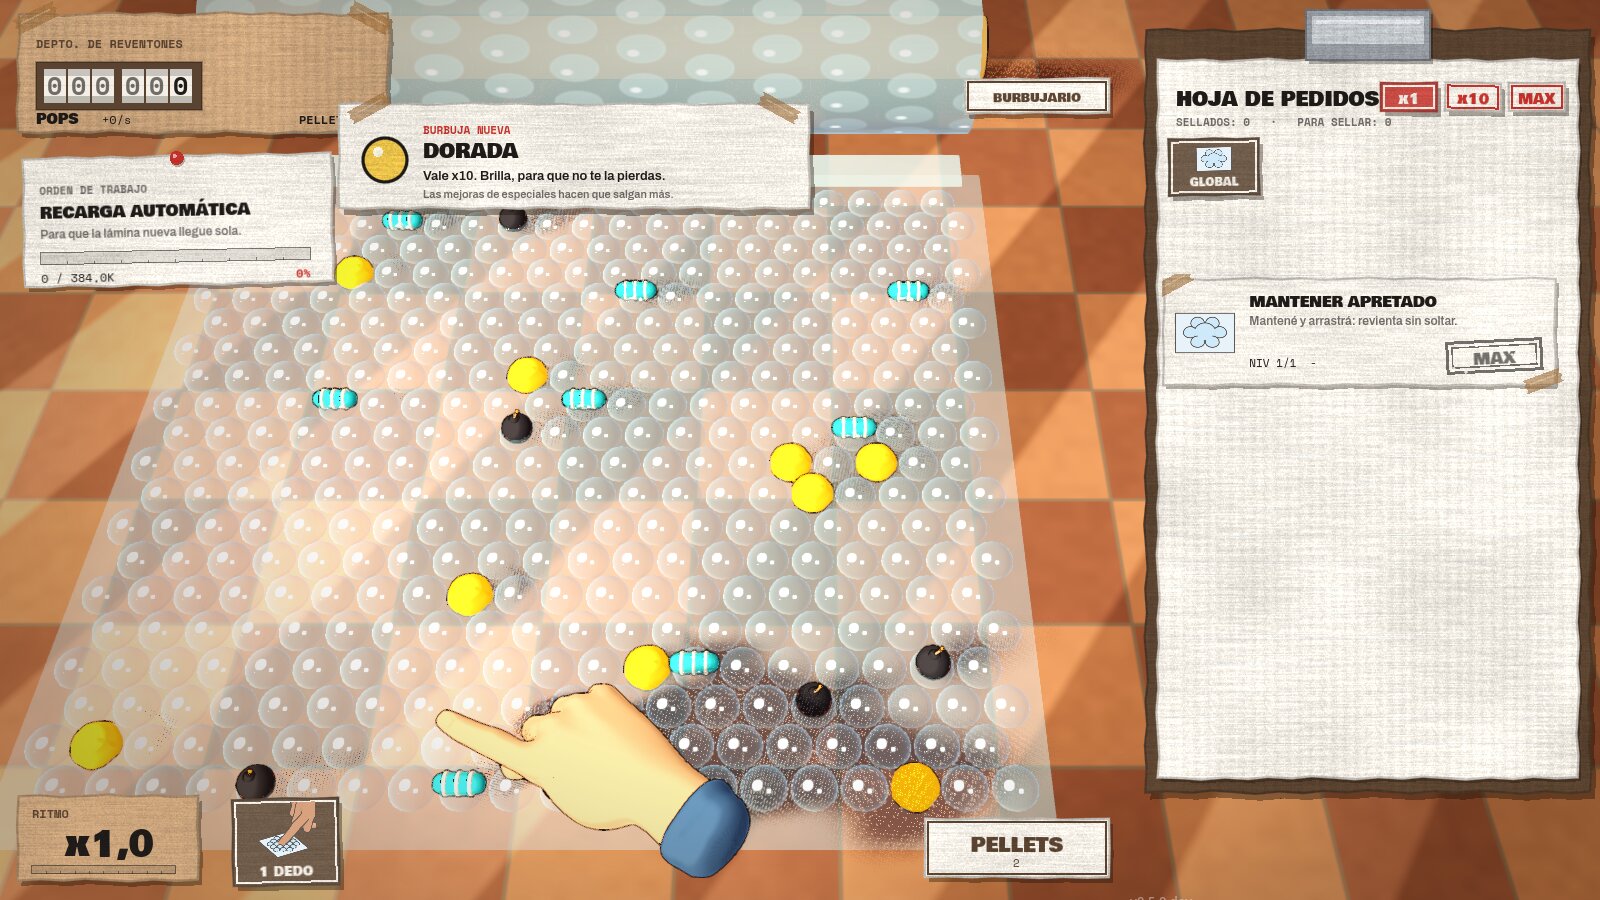 DEPTO. DE REVENTONES
000 000
POPS +0/s
BURBUJA NUEVA
DORADA
Vale x10. Brilla, para que no te la pierdas.
Las mejoras de especiales hacen que salgan más.
BURBUJARIO
ORDEN DE TRABAJO
RECARGA AUTOMÁTICA
Para que la lámina nueva llegue sola.
0 / 384.0K 0%
HOJA DE PEDIDOS x1 x10 MAX
SELLADOS: 0 · PARA SELLAR: 0
GLOBAL
MANTENER APRETADO
Mantené y arrastrá: revienta sin soltar.
NIV 1/1 -
MAX
RITMO
x1,0
1 DEDO
PELLETS
2